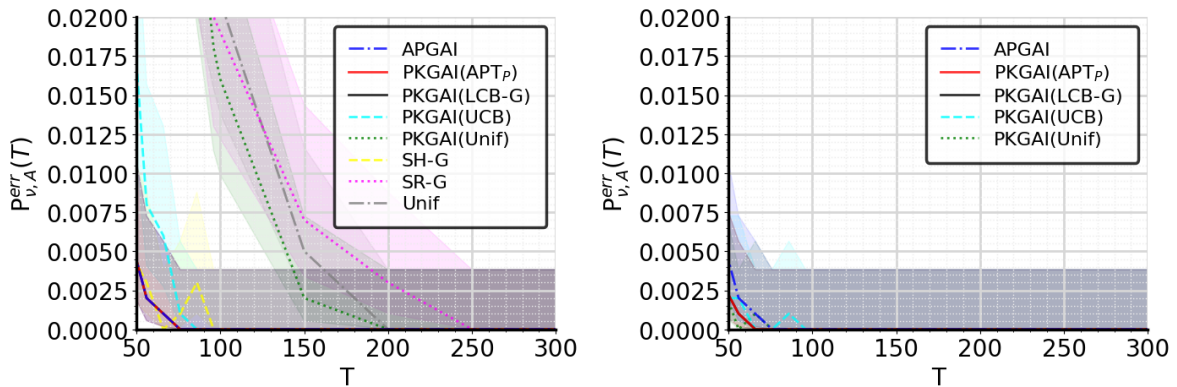 0.0200
0.0175
0.0150
0.0125
0.0100
0.0075
0.0050
0.0025
0.0000
P^{err}_{ν,A}(T)
50 100 150 200 250 300
T
APGAI
PKGAI(APT_P)
PKGAI(LCB-G)
PKGAI(UCB)
PKGAI(Unif)
SH-G
SR-G
Unif
0.0200
0.0175
0.0150
0.0125
0.0100
0.0075
0.0050
0.0025
0.0000
P^{err}_{ν,A}(T)
50 100 150 200 250 300
T
APGAI
PKGAI(APT_P)
PKGAI(LCB-G)
PKGAI(UCB)
PKGAI(Unif)